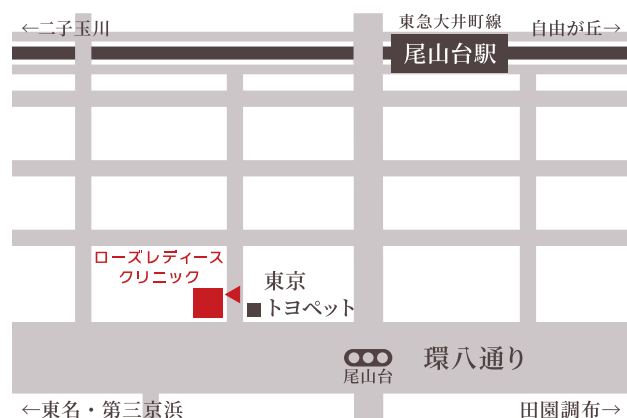 東急大井町線
←二子玉川
自由が丘→
尾山台駅
ローズレディース
クリニック
東京
トヨペット
環八通り
尾山台
←東名・第三京浜
田園調布→